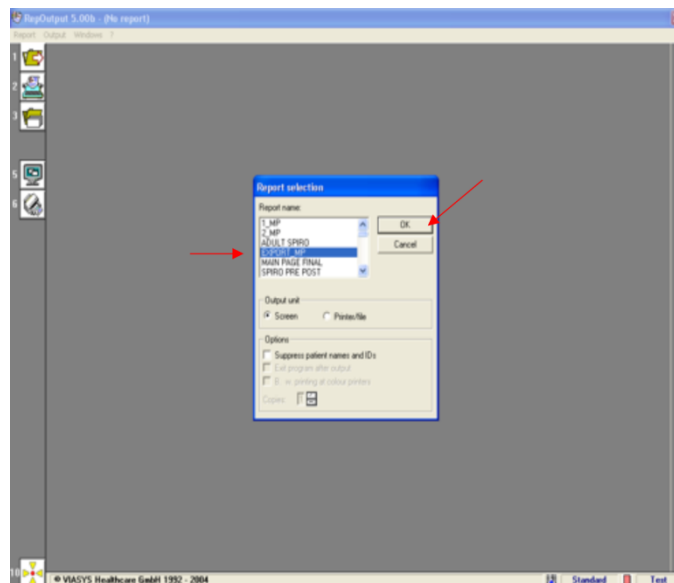 RepOutput 5.00b - (No report)
Report Output Windows ?
1
2
3
5
6
10
Report selection
Report name:
1_MP
2_MP
ADULT SPIRO
EXPORT_MP
MAIN PAGE FINAL
SPIRO PRE POST
OK
Cancel
Output unit
Screen Printer/file
Options
Suppress patient names and IDs
Exit program after output
B. w. printing at colour printers
Copies:
© VIASYS Healthcare GmbH 1992 - 2004 Standard Test